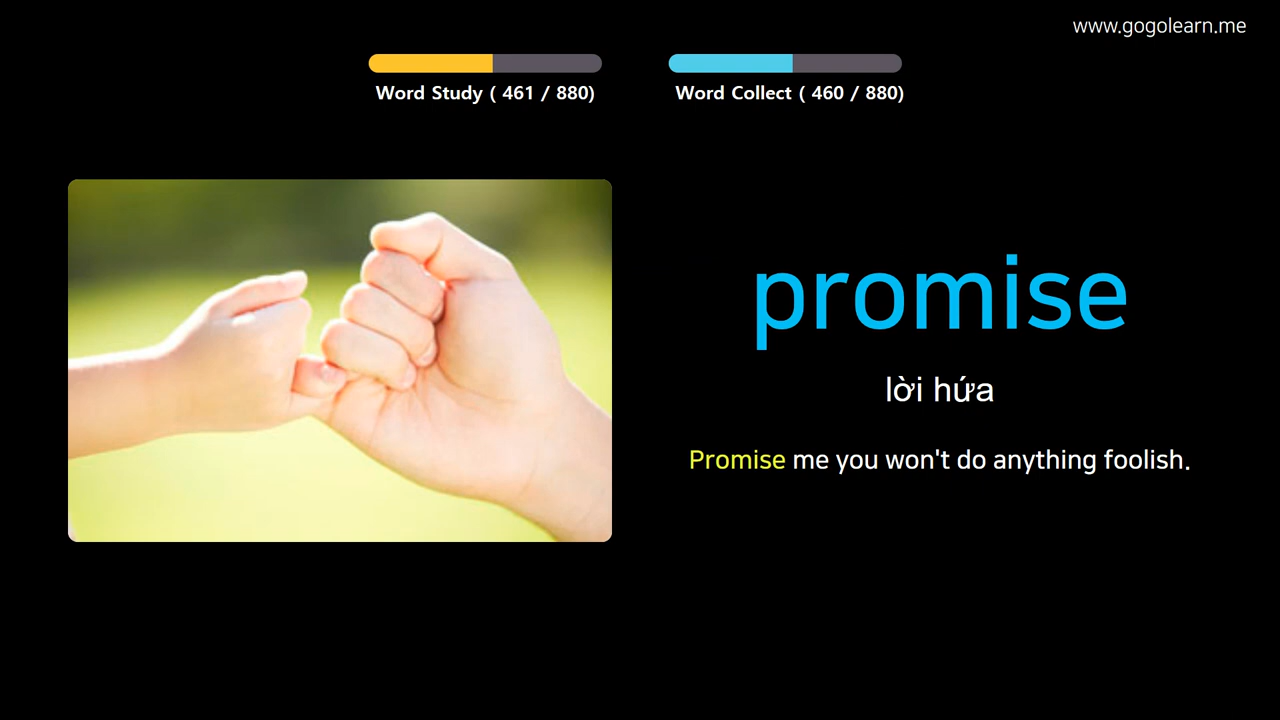 www.gogolearn.me
Word Study ( 461 / 880)
Word Collect ( 460 / 880)
promise
lời hứa
Promise me you won't do anything foolish.